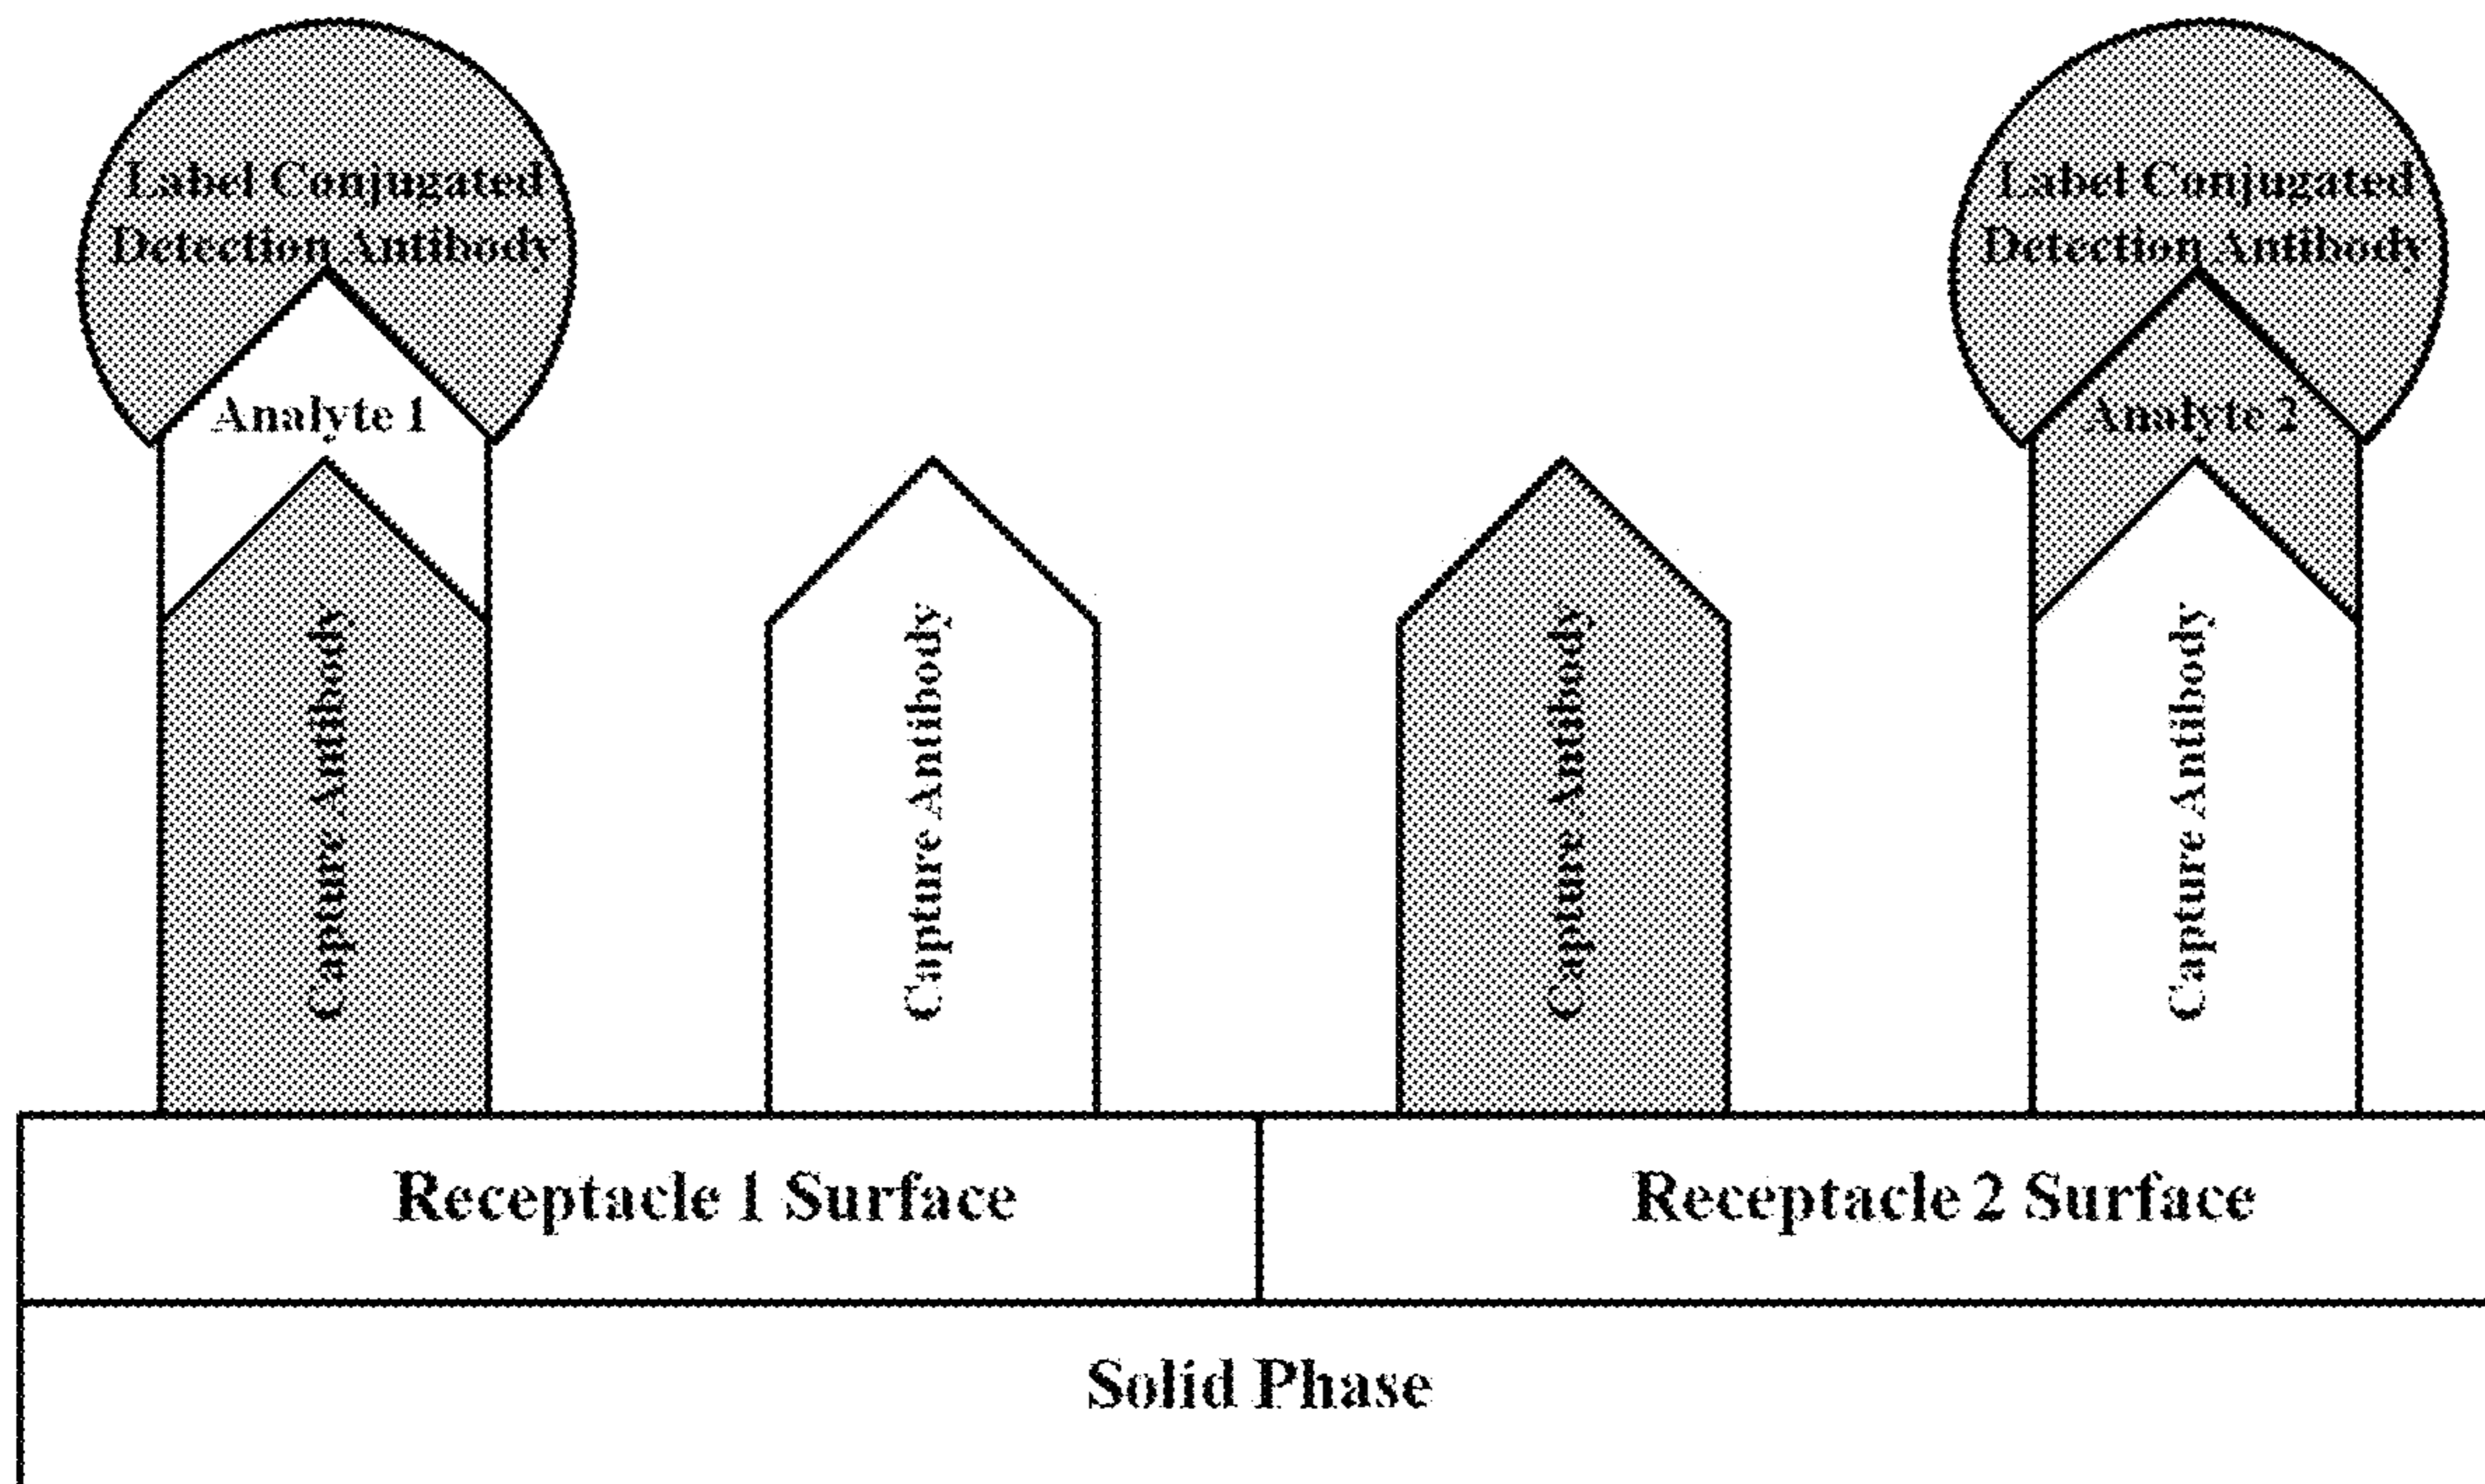 Label Conjugated
Detection Antibody
Label Conjugated
Detection Antibody
Analyte 1
Analyte 2
Capture Antibody
Capture Antibody
Capture Antibody
Capture Antibody
Receptacle 1 Surface
Receptacle 2 Surface
Solid Phase